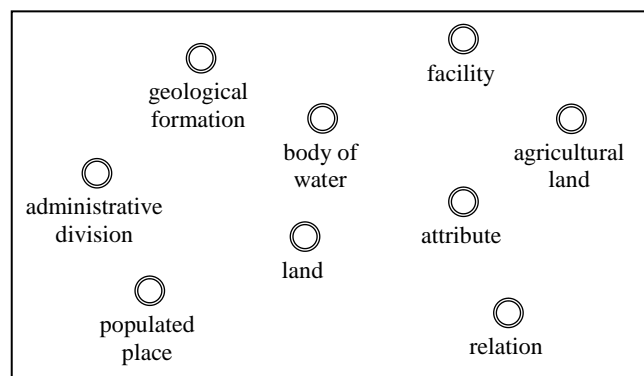 facility
geological
formation
body of
water
agricultural
land
administrative
division
attribute
land
populated
place
relation